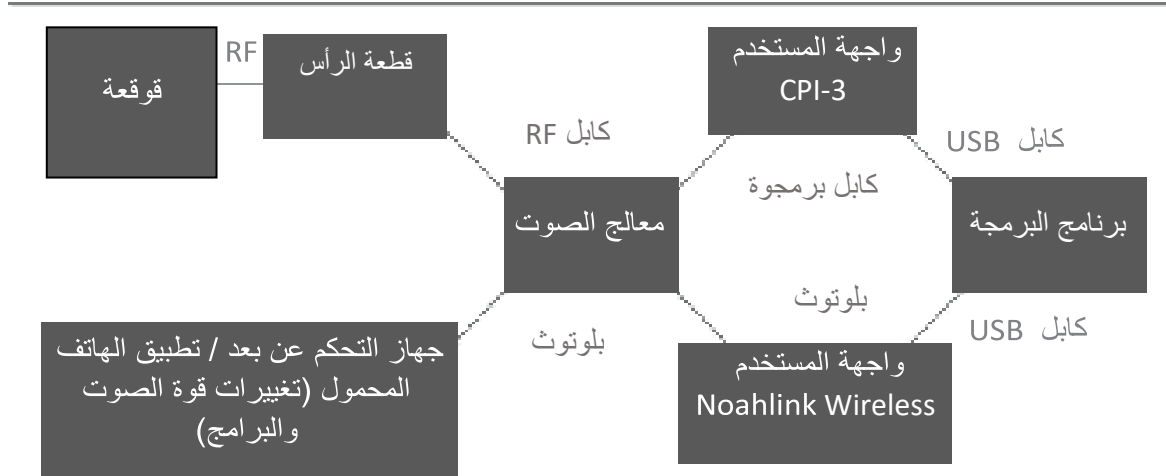 قوقعة
RF
قطعة الرأس
كابل RF
معالج الصوت
واجهة المستخدم
CPI-3
كابل USB
كابل برمجوة
برنامج البرمجة
بلوتوث
كابل USB
واجهة المستخدم
Noahlink Wireless
بلوتوث
جهاز التحكم عن بعد / تطبيق الهاتف
المحمول (تغييرات قوة الصوت
والبرامج)